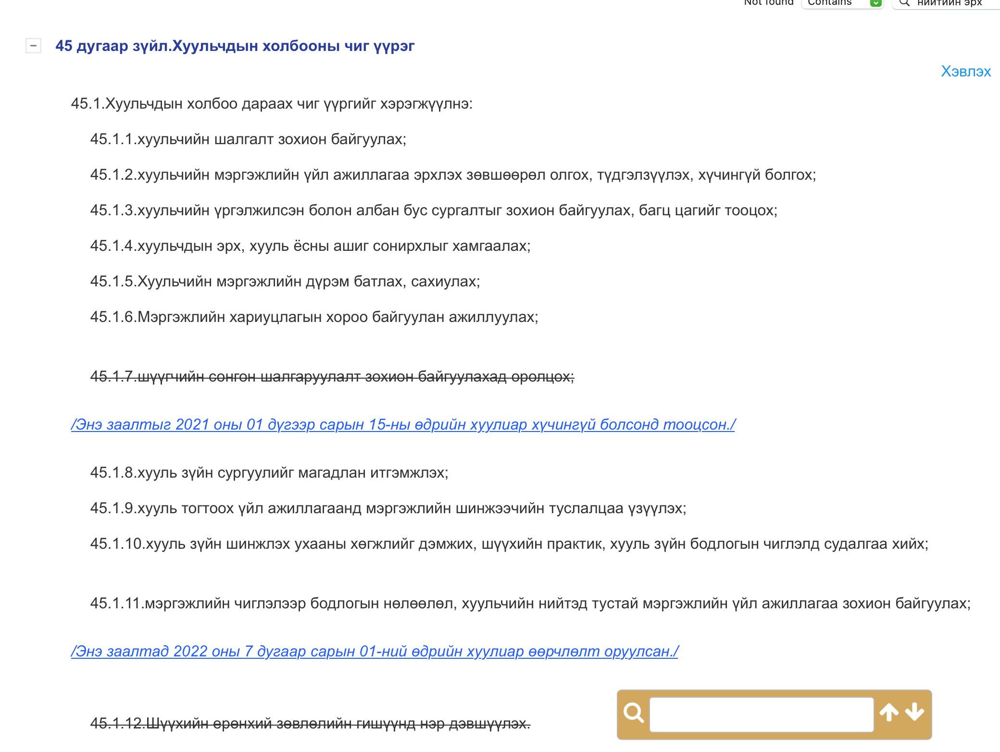 Not found Contains нийтийн эрх
45 дугаар зүйл.Хуульчдын холбооны чиг үүрэг
Хэвлэх
45.1.Хуульчдын холбоо дараах чиг үүргийг хэрэгжүүлнэ:
45.1.1.хуульчийн шалгалт зохион байгуулах;
45.1.2.хуульчийн мэргэжлийн үйл ажиллагаа эрхлэх зөвшөөрөл олгох, түдгэлзүүлэх, хүчингүй болгох;
45.1.3.хуульчийн үргэлжилсэн болон албан бус сургалтыг зохион байгуулах, багц цагийг тооцох;
45.1.4.хуульчдын эрх, хууль ёсны ашиг сонирхлыг хамгаалах;
45.1.5.Хуульчийн мэргэжлийн дүрэм батлах, сахиулах;
45.1.6.Мэргэжлийн хариуцлагын хороо байгуулан ажиллуулах;
45.1.7.шүүгчийн сонгон шалгаруулалт зохион байгуулахад оролцох;
/Энэ заалтыг 2021 оны 01 дүгээр сарын 15-ны өдрийн хуулиар хүчингүй болсонд тооцсон./
45.1.8.хууль зүйн сургуулийг магадлан итгэмжлэх;
45.1.9.хууль тогтоох үйл ажиллагаанд мэргэжлийн шинжээчийн туслалцаа үзүүлэх;
45.1.10.хууль зүйн шинжлэх ухааны хөгжлийг дэмжих, шүүхийн практик, хууль зүйн бодлогын чиглэлд судалгаа хийх;
45.1.11.мэргэжлийн чиглэлээр бодлогын нөлөөлөл, хуульчийн нийтэд тустай мэргэжлийн үйл ажиллагаа зохион байгуулах;
/Энэ заалтад 2022 оны 7 дугаар сарын 01-ний өдрийн хуулиар өөрчлөлт оруулсан./
45.1.12.Шүүхийн ерөнхий зөвлөлийн гишүүнд нэр дэвшүүлэх.